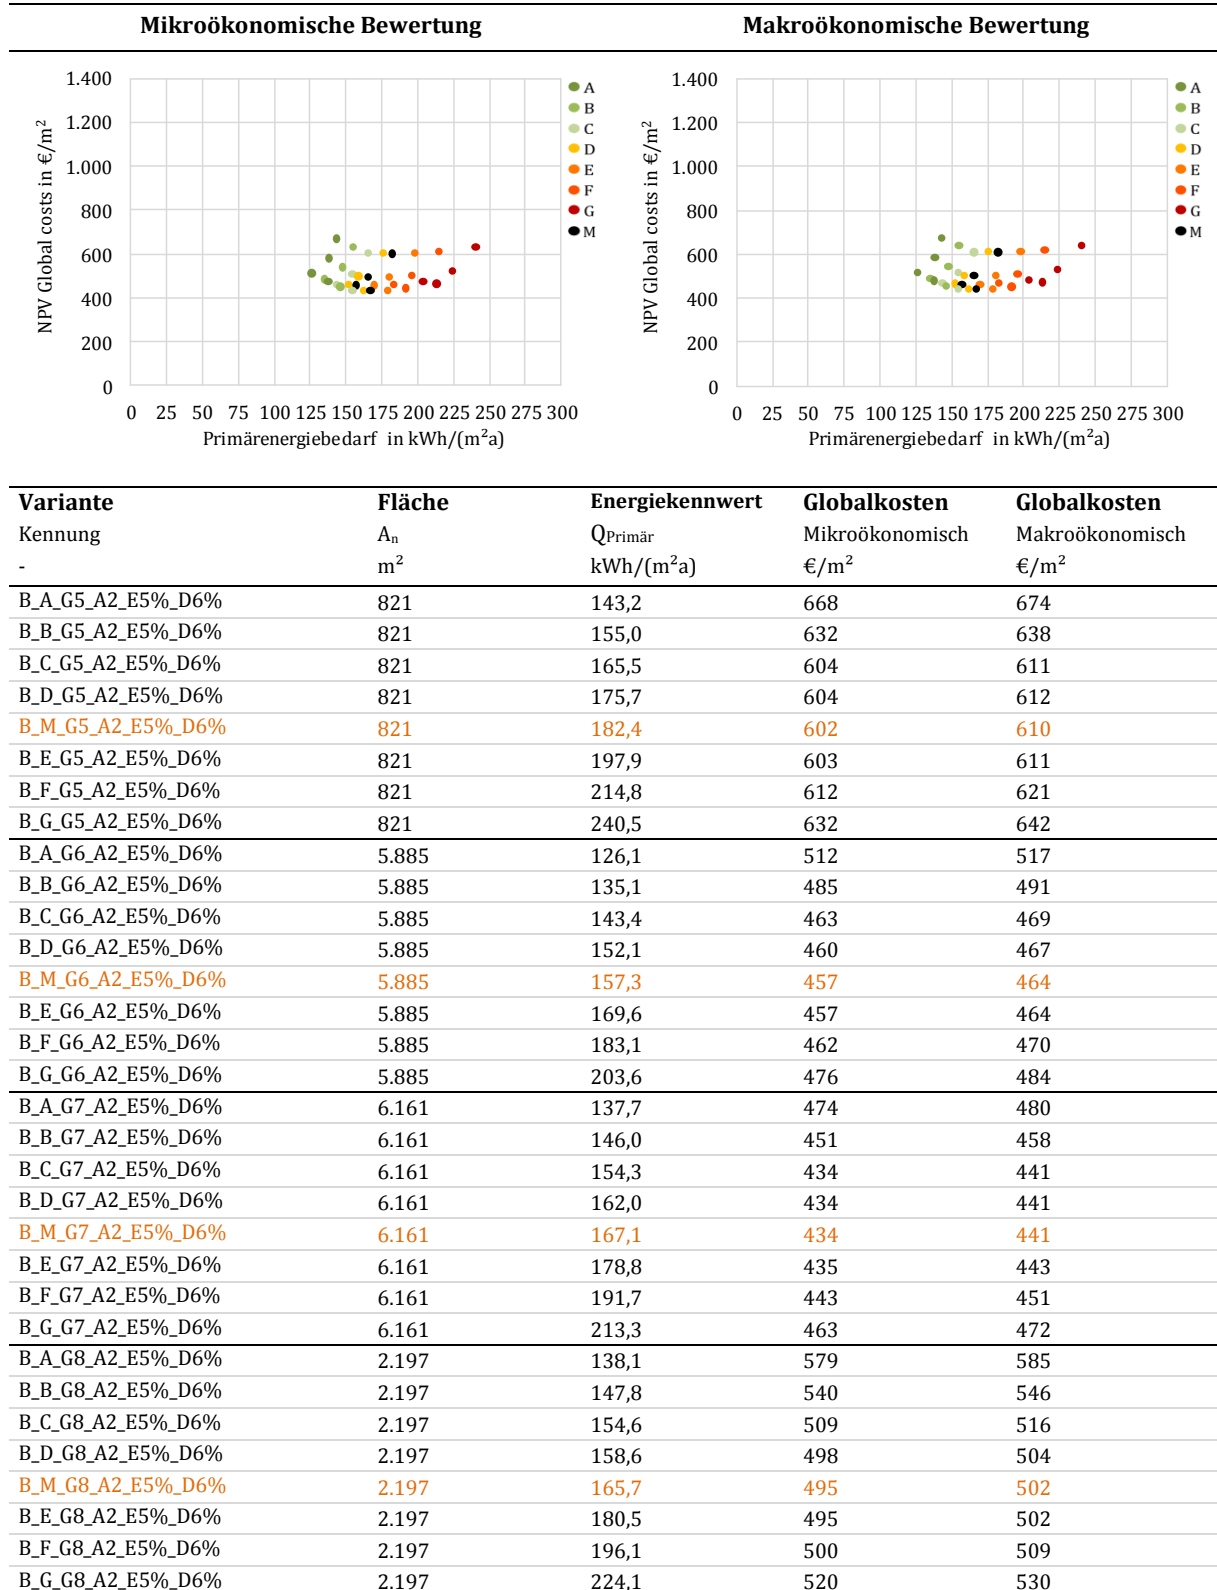 Mikroökonomische Bewertung Makroökonomische Bewertung
NPV Global costs in €/m²
1.400
1.200
1.000
800
600
400
200
0
0 25 50 75 100 125 150 175 200 225 250 275 300
Primärenergiebedarf in kWh/(m²a)
A
B
C
D
E
F
G
M
NPV Global costs in €/m²
1.400
1.200
1.000
800
600
400
200
0
0 25 50 75 100 125 150 175 200 225 250 275 300
Primärenergiebedarf in kWh/(m²a)
A
B
C
D
E
F
G
M
Variante Fläche Energiekennwert Globalkosten Globalkosten
Kennung An QPrimär Mikroökonomisch Makroökonomisch
- m² kWh/(m²a) €/m² €/m²
B_A_G5_A2_E5%_D6% 821 143,2 668 674
B_B_G5_A2_E5%_D6% 821 155,0 632 638
B_C_G5_A2_E5%_D6% 821 165,5 604 611
B_D_G5_A2_E5%_D6% 821 175,7 604 612
B_M_G5_A2_E5%_D6% 821 182,4 602 610
B_E_G5_A2_E5%_D6% 821 197,9 603 611
B_F_G5_A2_E5%_D6% 821 214,8 612 621
B_G_G5_A2_E5%_D6% 821 240,5 632 642
B_A_G6_A2_E5%_D6% 5.885 126,1 512 517
B_B_G6_A2_E5%_D6% 5.885 135,1 485 491
B_C_G6_A2_E5%_D6% 5.885 143,4 463 469
B_D_G6_A2_E5%_D6% 5.885 152,1 460 467
B_M_G6_A2_E5%_D6% 5.885 157,3 457 464
B_E_G6_A2_E5%_D6% 5.885 169,6 457 464
B_F_G6_A2_E5%_D6% 5.885 183,1 462 470
B_G_G6_A2_E5%_D6% 5.885 203,6 476 484
B_A_G7_A2_E5%_D6% 6.161 137,7 474 480
B_B_G7_A2_E5%_D6% 6.161 146,0 451 458
B_C_G7_A2_E5%_D6% 6.161 154,3 434 441
B_D_G7_A2_E5%_D6% 6.161 162,0 434 441
B_M_G7_A2_E5%_D6% 6.161 167,1 434 441
B_E_G7_A2_E5%_D6% 6.161 178,8 435 443
B_F_G7_A2_E5%_D6% 6.161 191,7 443 451
B_G_G7_A2_E5%_D6% 6.161 213,3 463 472
B_A_G8_A2_E5%_D6% 2.197 138,1 579 585
B_B_G8_A2_E5%_D6% 2.197 147,8 540 546
B_C_G8_A2_E5%_D6% 2.197 154,6 509 516
B_D_G8_A2_E5%_D6% 2.197 158,6 498 504
B_M_G8_A2_E5%_D6% 2.197 165,7 495 502
B_E_G8_A2_E5%_D6% 2.197 180,5 495 502
B_F_G8_A2_E5%_D6% 2.197 196,1 500 509
B_G_G8_A2_E5%_D6% 2.197 224,1 520 530